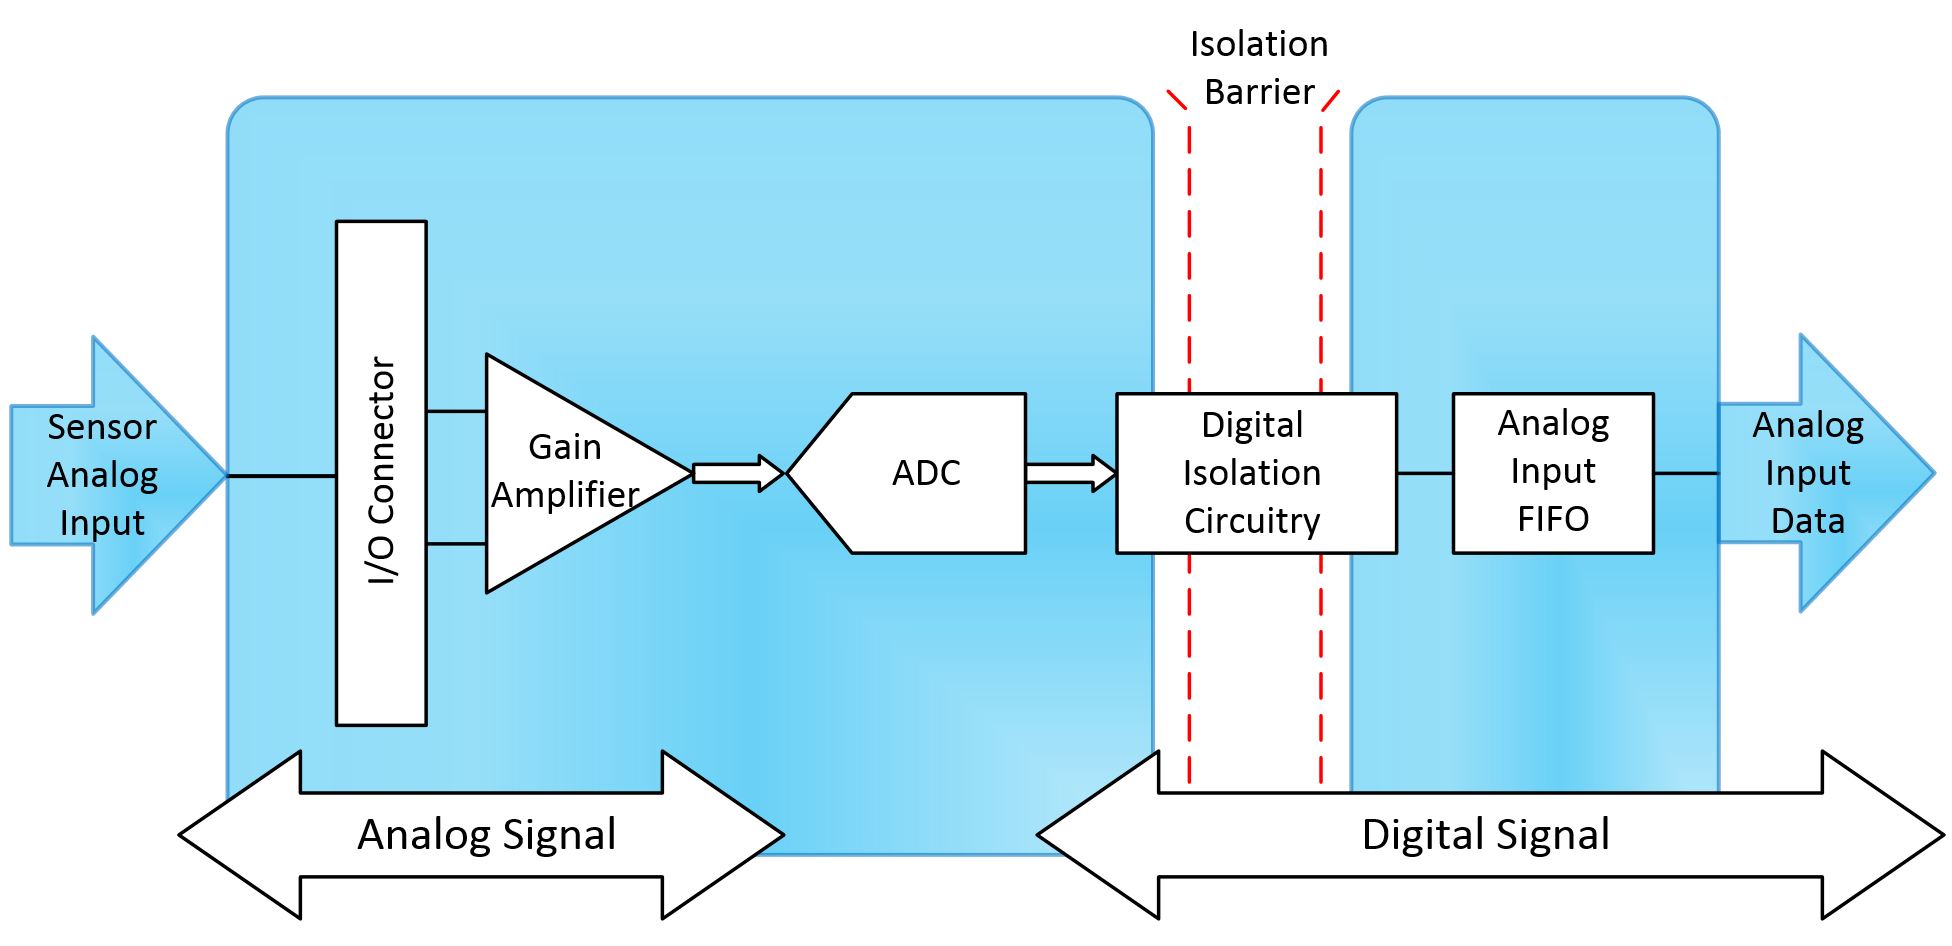 Isolation
Barrier
Sensor
Analog
Input
I/O Connector
Gain
Amplifier
ADC
Digital
Isolation
Circuitry
Analog
Input
FIFO
Analog
Input
Data
Analog Signal
Digital Signal